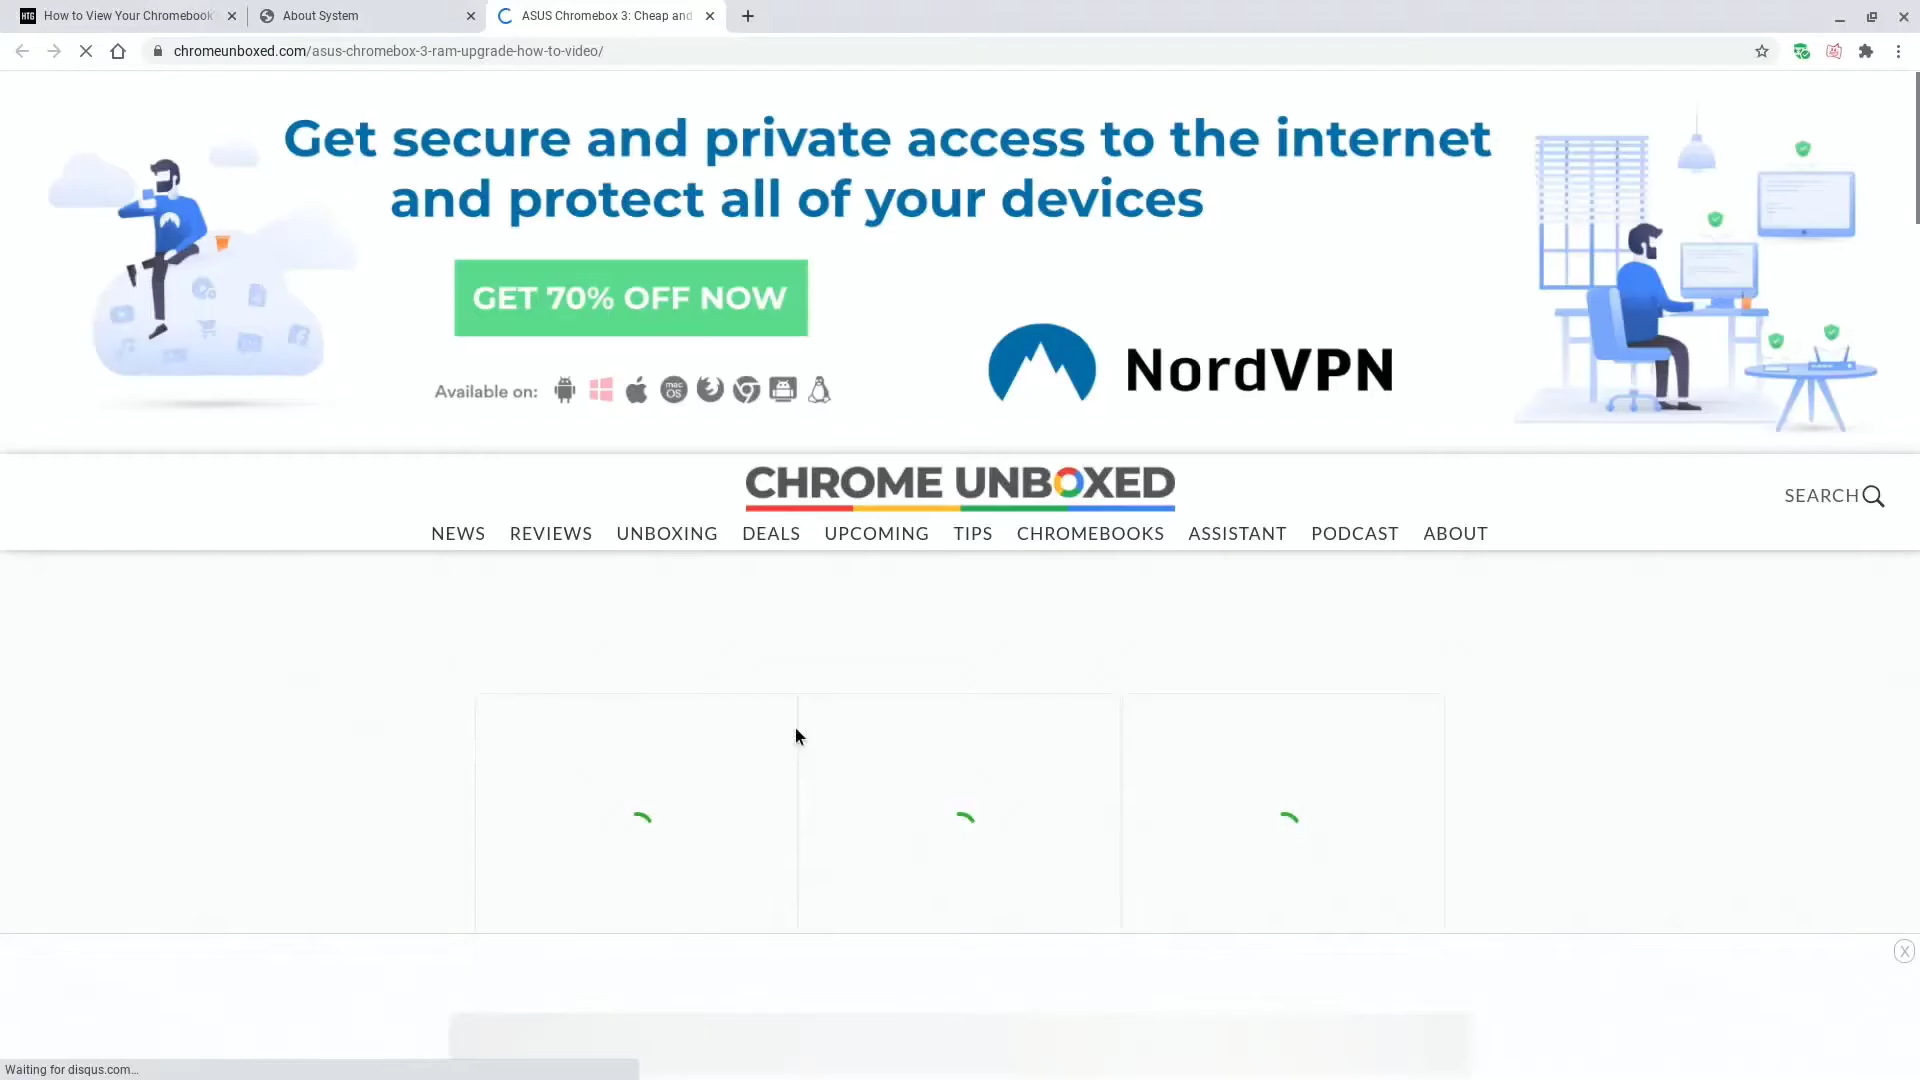 How to View Your Chromebook'
About System
ASUS Chromebox 3: Cheap and
chromeunboxed.com/asus-chromebox-3-ram-upgrade-how-to-video/
Get secure and private access to the internet
and protect all of your devices
GET 70% OFF NOW
Available on:
mac OS
NordVPN
CHROME UNBOXED
SEARCH
NEWS REVIEWS UNBOXING DEALS UPCOMING TIPS CHROMEBOOKS ASSISTANT PODCAST ABOUT
X
Waiting for disqus.com...